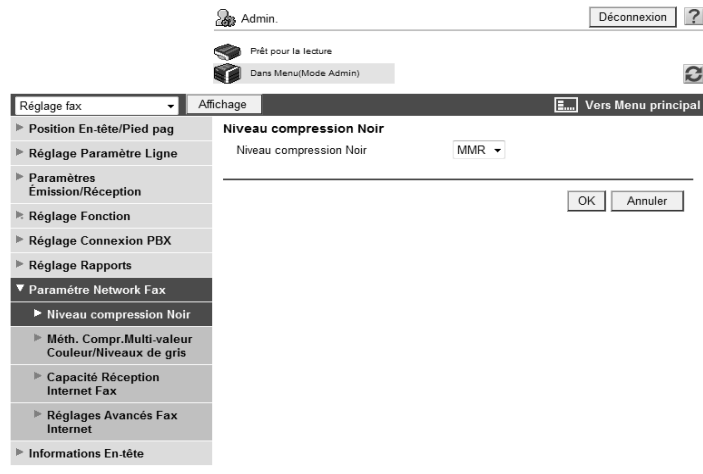 Admin.
Déconnexion
?
Prêt pour la lecture
Dans Menu(Mode Admin)
Réglage fax
Affichage
Vers Menu principal
Position En-tête/Pied pag
Réglage Paramètre Ligne
Paramètres
Émission/Réception
Réglage Fonction
Réglage Connexion PBX
Réglage Rapports
Paramétre Network Fax
Niveau compression Noir
Méth. Compr.Multi-valeur
Couleur/Niveaux de gris
Capacité Réception
Internet Fax
Réglages Avancés Fax
Internet
Informations En-tête
Niveau compression Noir
Niveau compression Noir MMR
OK Annuler